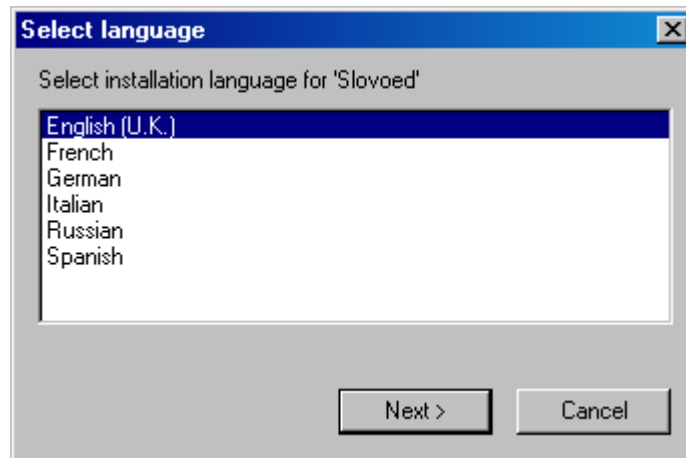 Select language
Select installation language for 'Slovoed'
English (U.K.)
French
German
Italian
Russian
Spanish
Next >
Cancel